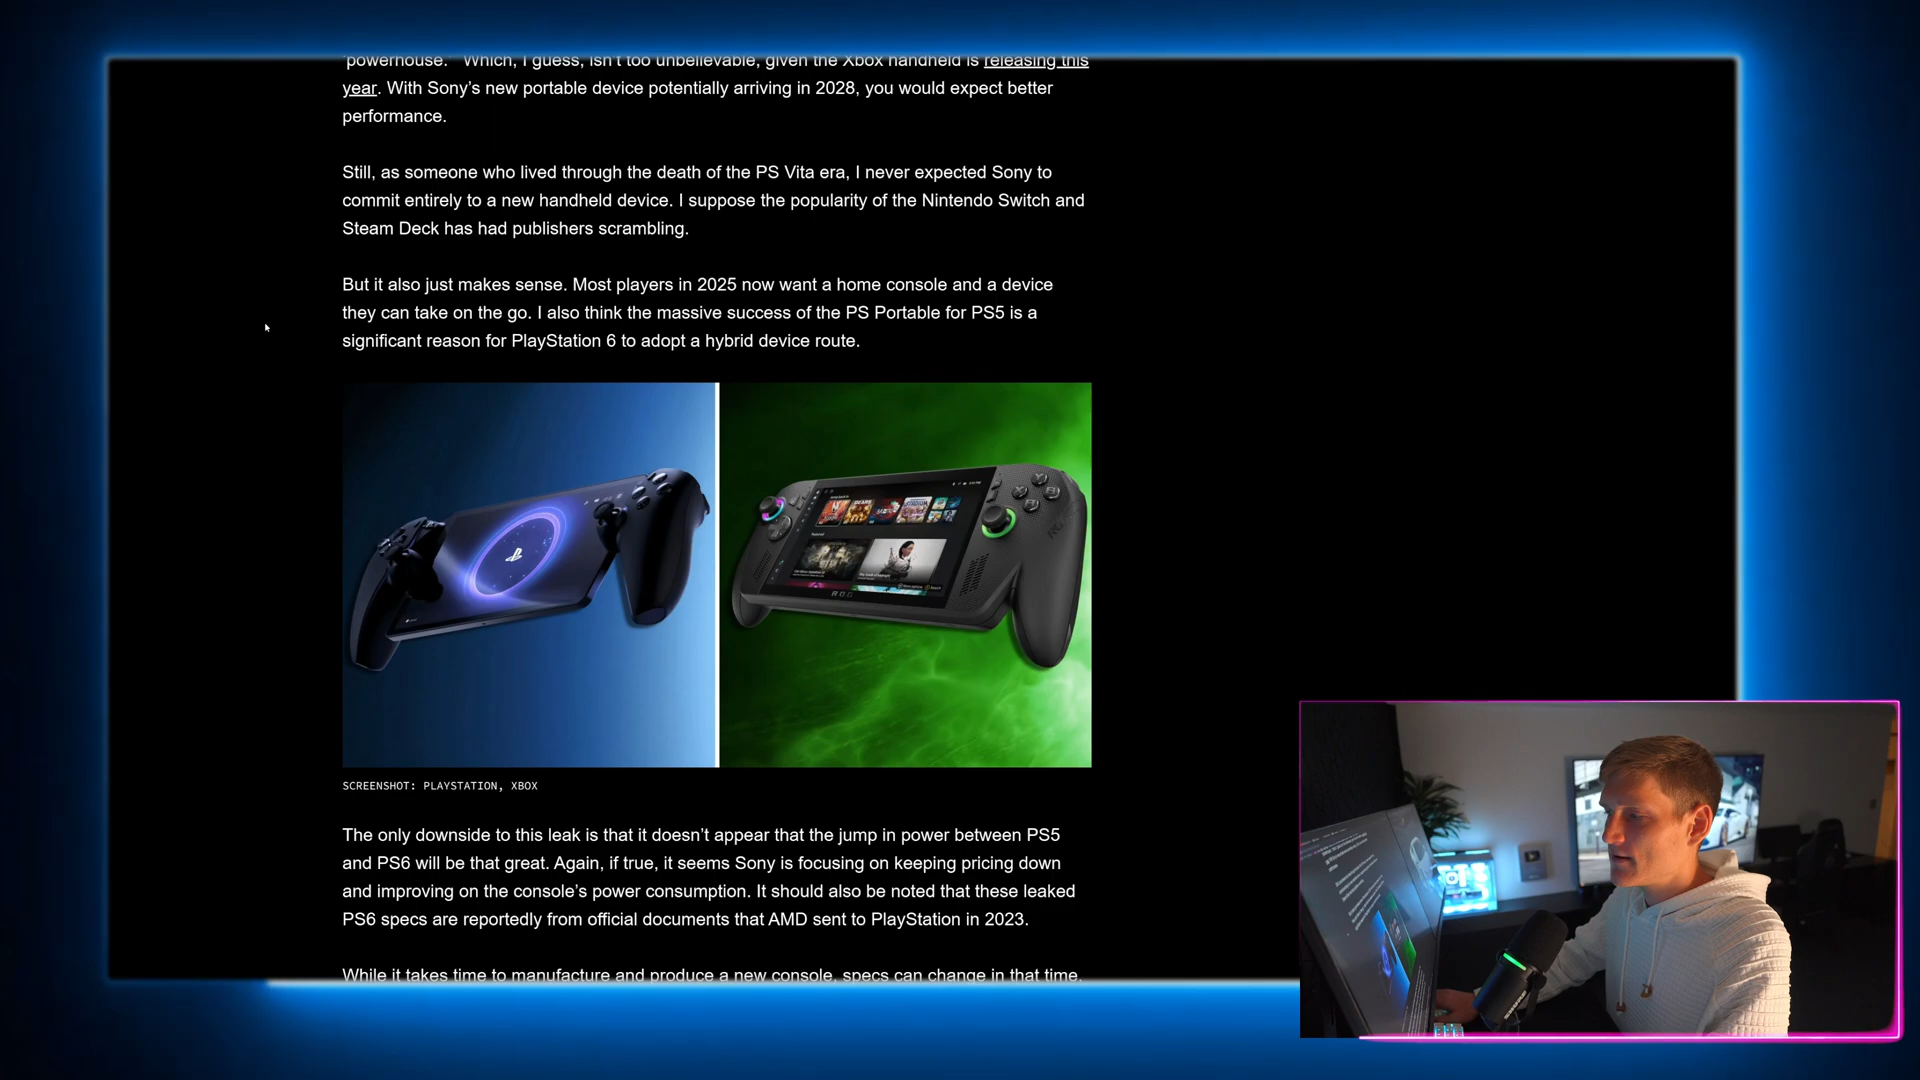 "powerhouse." Which, I guess, isn't too unbelievable, given the Xbox handheld is releasing this
year. With Sony's new portable device potentially arriving in 2028, you would expect better
performance.
Still, as someone who lived through the death of the PS Vita era, I never expected Sony to
commit entirely to a new handheld device. I suppose the popularity of the Nintendo Switch and
Steam Deck has had publishers scrambling.
But it also just makes sense. Most players in 2025 now want a home console and a device
they can take on the go. I also think the massive success of the PS Portable for PS5 is a
significant reason for PlayStation 6 to adopt a hybrid device route.
ROG
SCREENSHOT: PLAYSTATION, XBOX
The only downside to this leak is that it doesn't appear that the jump in power between PS5
and PS6 will be that great. Again, if true, it seems Sony is focusing on keeping pricing down
and improving on the console's power consumption. It should also be noted that these leaked
PS6 specs are reportedly from official documents that AMD sent to PlayStation in 2023.
While it takes time to manufacture and produce a new console, specs can change in that time.